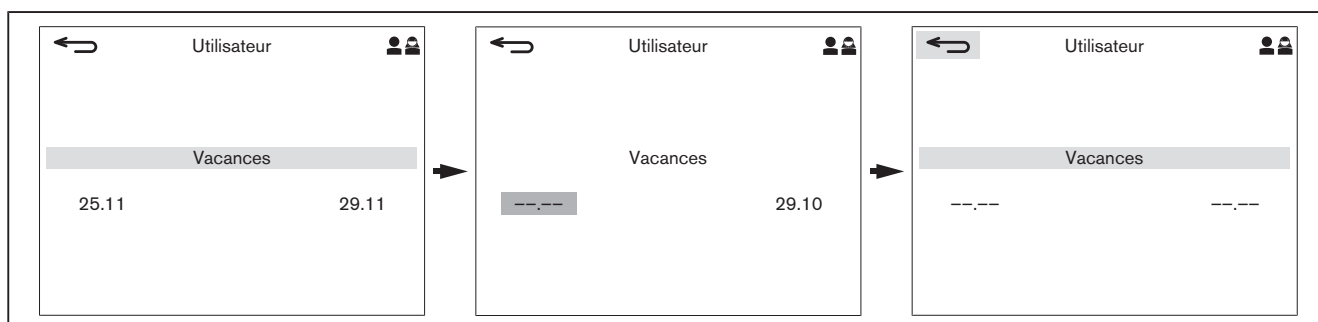 Utilisateur
Vacances
25.11 29.11
Utilisateur
Vacances
––.–– 29.10
Utilisateur
Vacances
––.–– ––.––